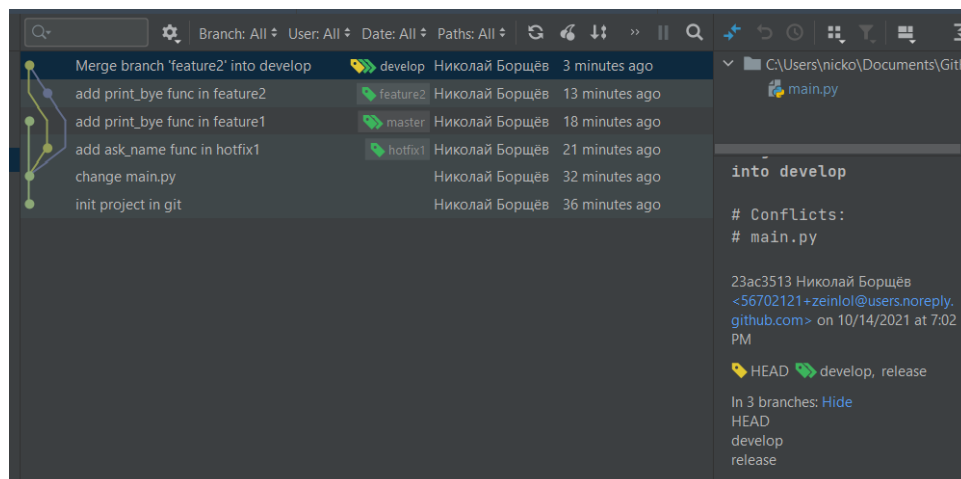 Branch: All User: All Date: All Paths: All
Merge branch 'feature2' into develop develop Николай Борщёв 3 minutes ago
add print_bye func in feature2 feature2 Николай Борщёв 13 minutes ago
add print_bye func in feature1 master Николай Борщёв 18 minutes ago
add ask_name func in hotfix1 hotfix1 Николай Борщёв 21 minutes ago
change main.py Николай Борщёв 32 minutes ago
init project in git Николай Борщёв 36 minutes ago
C:\Users\nicko\Documents\Git
main.py
into develop
# Conflicts:
# main.py
23ac3513 Николай Борщёв
<56702121+zeinlol@users.noreply.
github.com> on 10/14/2021 at 7:02
PM
HEAD develop, release
In 3 branches: Hide
HEAD
develop
release